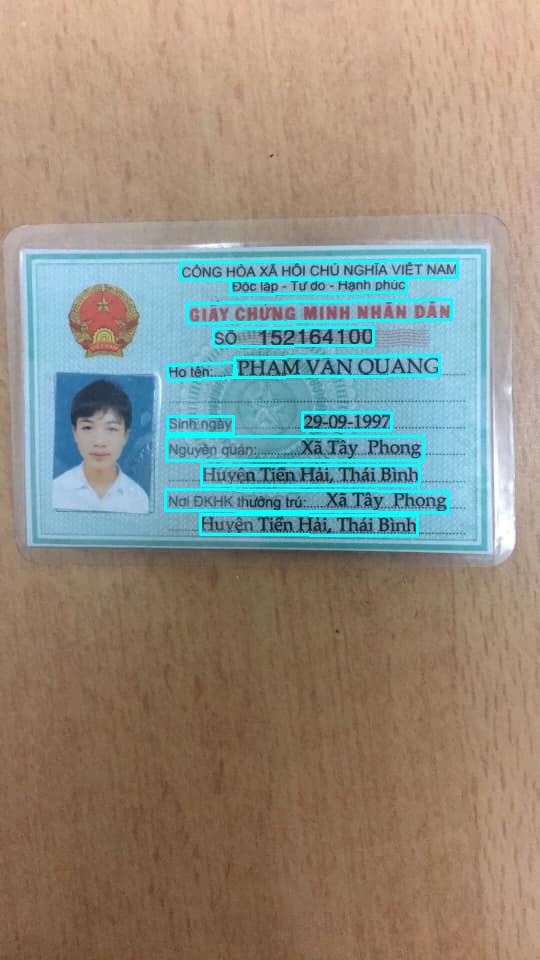 CỘNG HÒA XÃ HỘI CHỦ NGHĨA VIỆT NAM
Độc lập - Tự do - Hạnh phúc
GIẤY CHỨNG MINH NHÂN DÂN
SỐ 152164100
Họ tên: PHẠM VĂN QUANG
Sinh ngày 29-09-1997
Nguyên quán: Xã Tây Phong
Huyện Tiền Hải, Thái Bình
Nơi ĐKHK thường trú: Xã Tây Phong
Huyện Tiền Hải, Thái Bình
VIỆT NAM